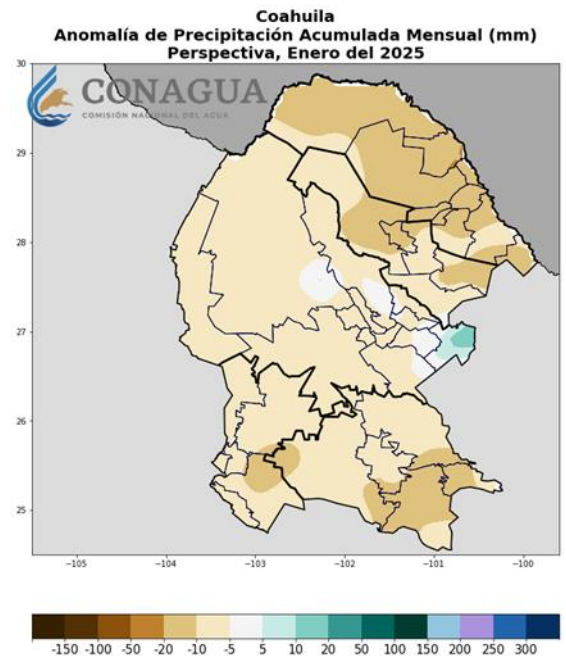 Coahuila
Anomalía de Precipitación Acumulada Mensual (mm)
Perspectiva, Enero del 2025
CONAGUA
COMISIÓN NACIONAL DEL AGUA
30
29
28
27
26
25
−105 −104 −103 −102 −101 −100
-150 -100 -50 -20 -10 -5 5 10 20 50 100 150 200 250 300